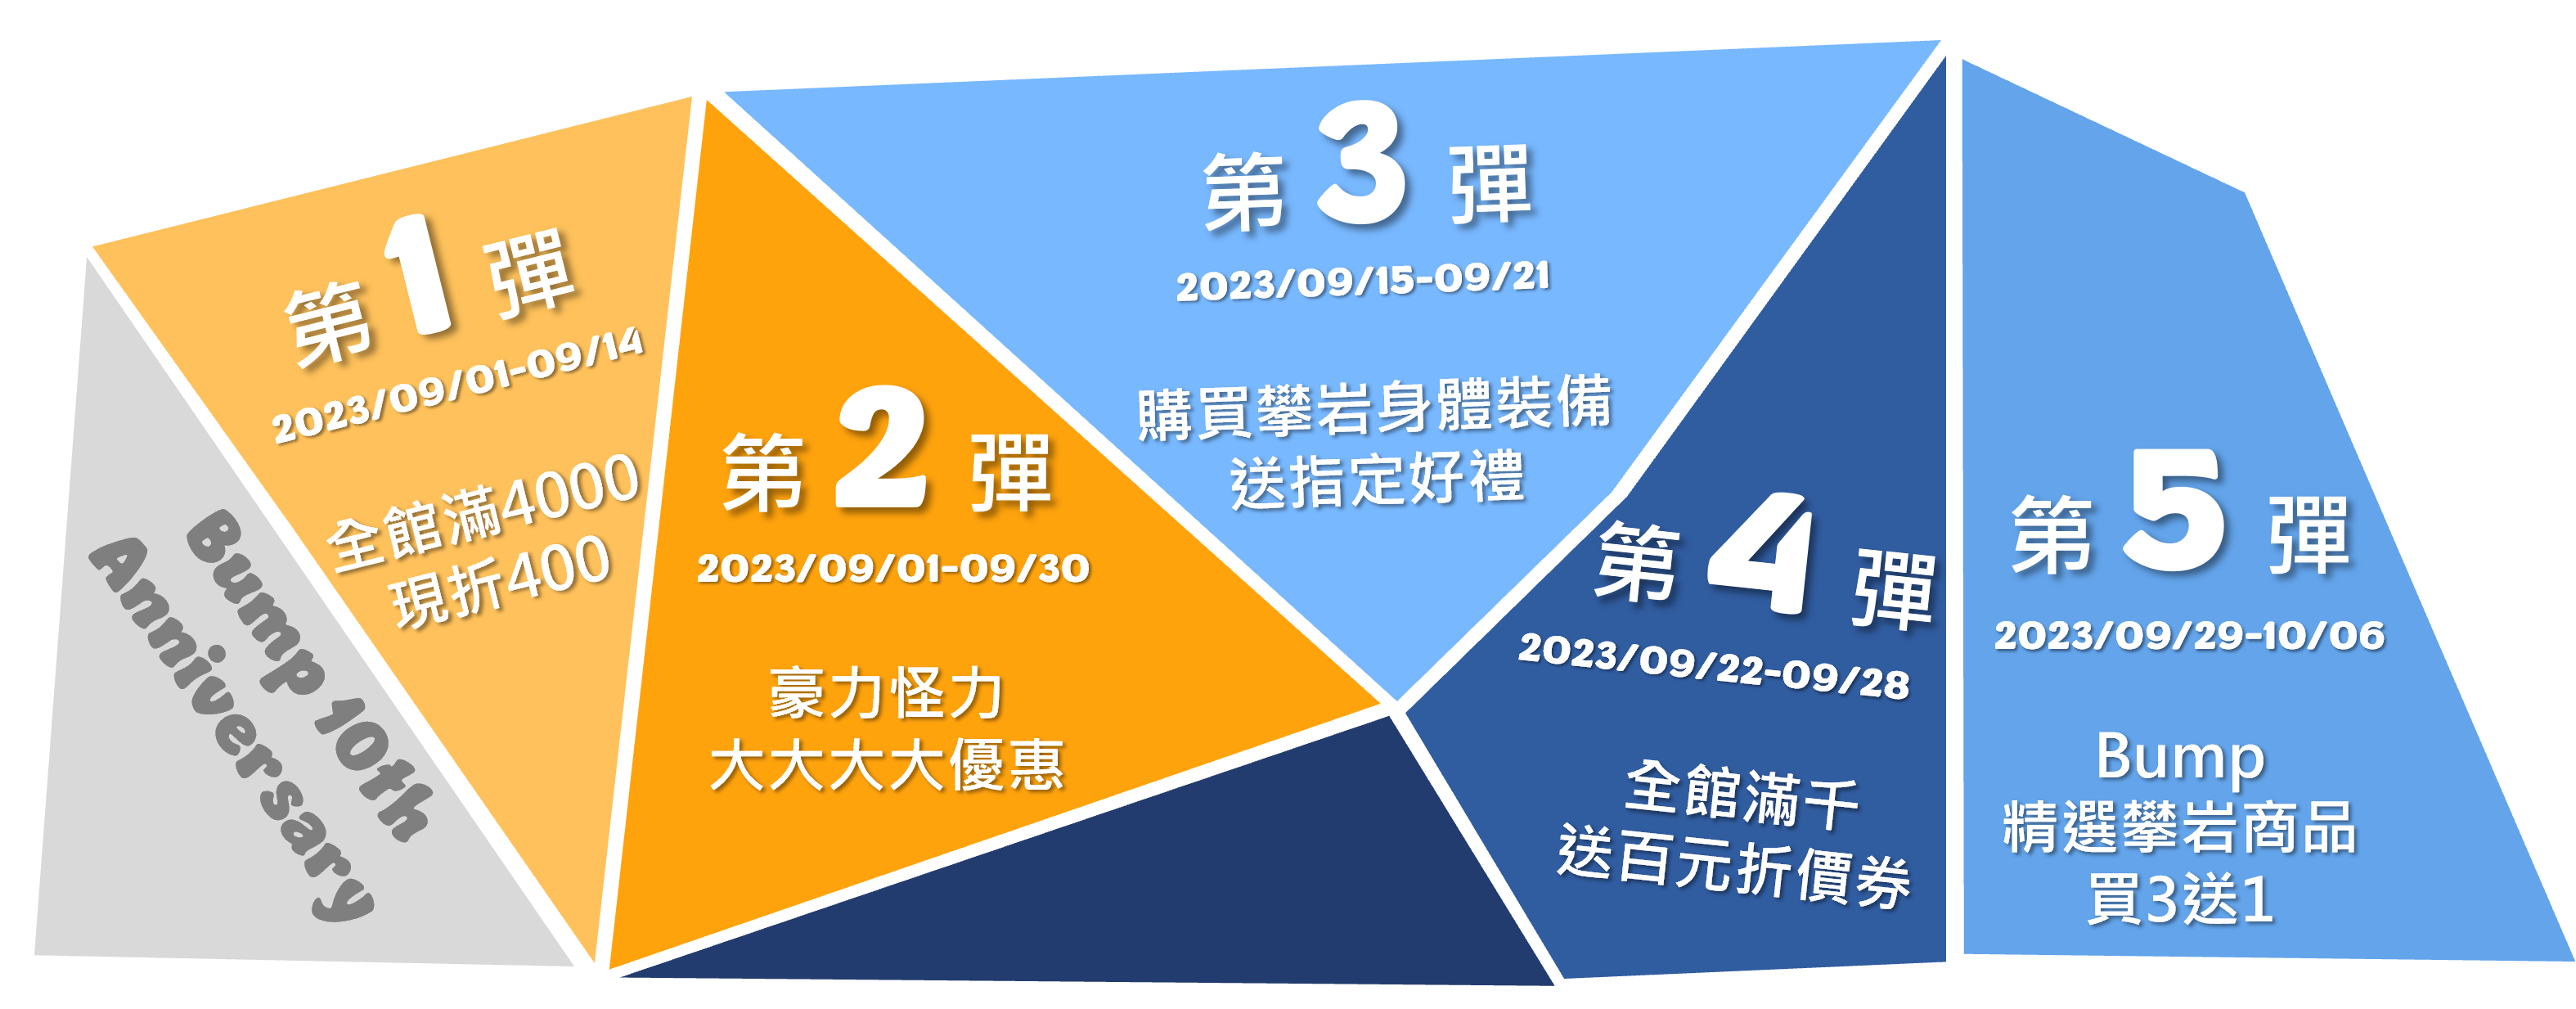 Bump 10th
Anniversary
第1彈
2023/09/01-09/14
全館滿4000
現折400
第2彈
2023/09/01-09/30
豪力怪力
大大大大優惠
第3彈
2023/09/15-09/21
購買攀岩身體裝備
送指定好禮
第4彈
2023/09/22-09/28
全館滿千
送百元折價券
第5彈
2023/09/29-10/06
Bump
精選攀岩商品
買3送1